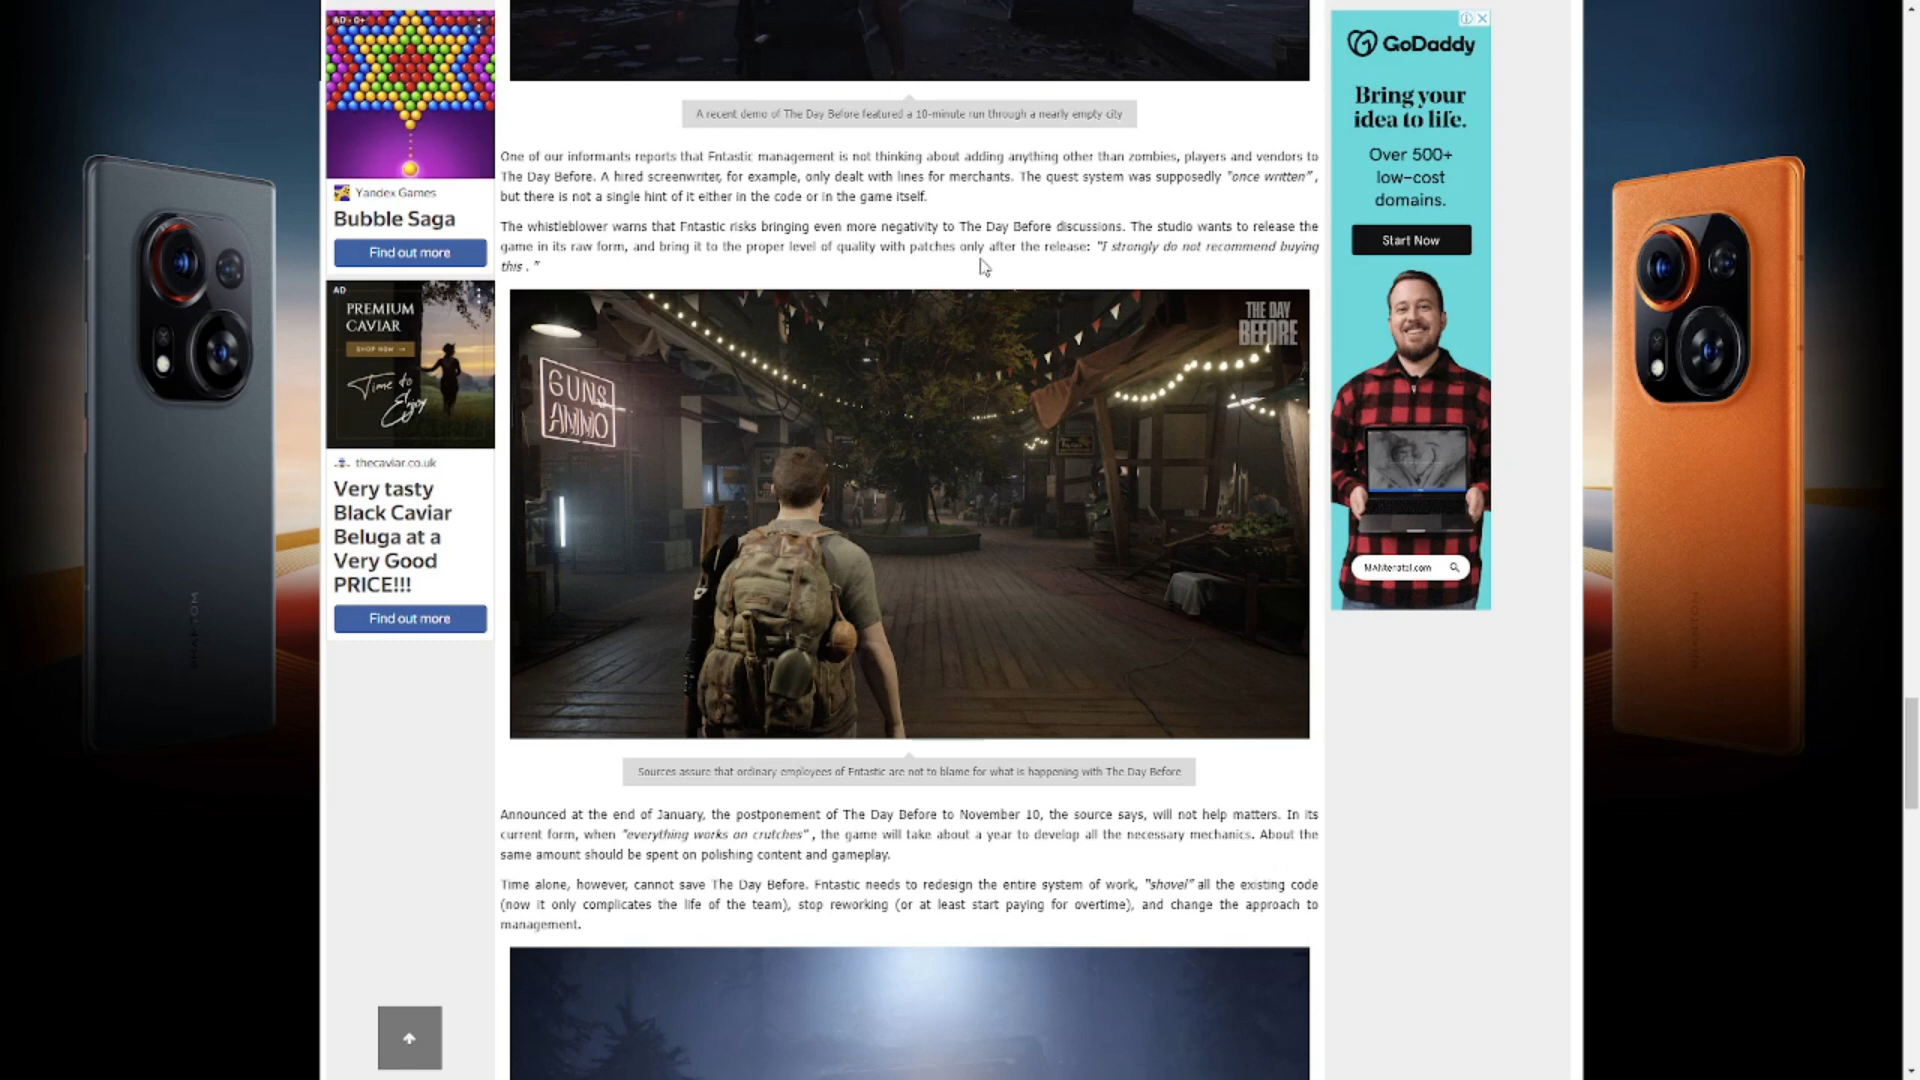 AD • 0+
Yandex Games
Bubble Saga
Find out more
AD
PREMIUM
CAVIAR
SHOP NOW →
Time to
Enjoy
thecaviar.co.uk
Very tasty
Black Caviar
Beluga at a
Very Good
PRICE!!!
Find out more
PHANTOM
A recent demo of The Day Before featured a 10-minute run through a nearly empty city
One of our informants reports that Fntastic management is not thinking about adding anything other than zombies, players and vendors to
The Day Before. A hired screenwriter, for example, only dealt with lines for merchants. The quest system was supposedly "once written" ,
but there is not a single hint of it either in the code or in the game itself.
The whistleblower warns that Fntastic risks bringing even more negativity to The Day Before discussions. The studio wants to release the
game in its raw form, and bring it to the proper level of quality with patches only after the release: "I strongly do not recommend buying
this . "
THE DAY
BEFORE
GUNS
AMMO
Sources assure that ordinary employees of Fntastic are not to blame for what is happening with The Day Before
Announced at the end of January, the postponement of The Day Before to November 10, the source says, will not help matters. In its
current form, when "everything works on crutches" , the game will take about a year to develop all the necessary mechanics. About the
same amount should be spent on polishing content and gameplay.
Time alone, however, cannot save The Day Before. Fntastic needs to redesign the entire system of work, "shovel" all the existing code
(now it only complicates the life of the team), stop reworking (or at least start paying for overtime), and change the approach to
management.
GoDaddy
Bring your
idea to life.
Over 500+
low-cost
domains.
Start Now
PHANTOM